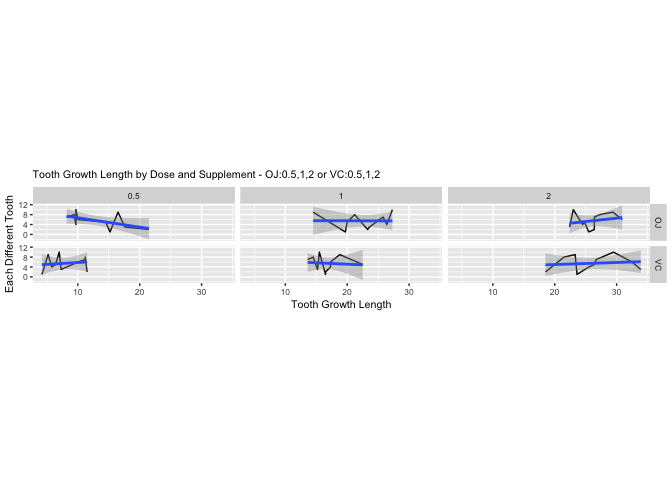 Tooth Growth Length by Dose and Supplement - OJ:0.5,1,2 or VC:0.5,1,2
0.5 1 2
Each Different Tooth
12
8
4
0
OJ
12
8
4
0
VC
10 20 30 10 20 30 10 20 30
Tooth Growth Length